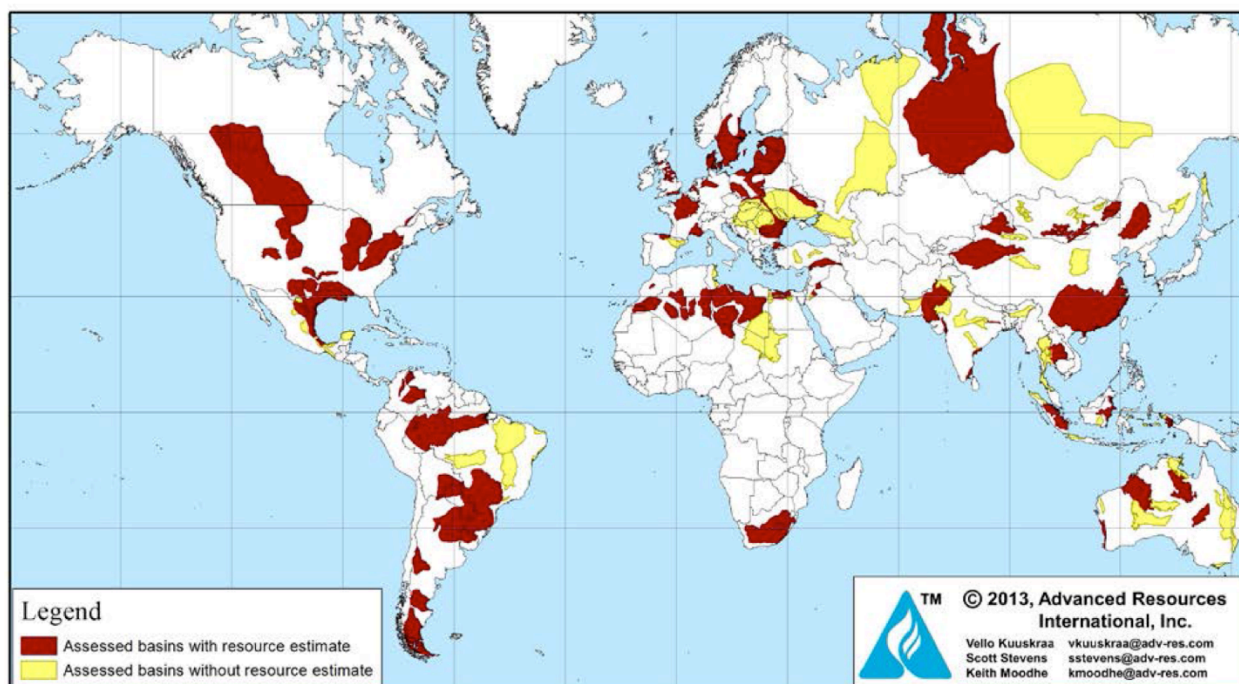 Legend
Assessed basins with resource estimate
Assessed basins without resource estimate
TM
© 2013, Advanced Resources
International, Inc.
Vello Kuuskraa vkuuskraa@adv-res.com
Scott Stevens sstevens@adv-res.com
Keith Moodhe kmoodhe@adv-res.com